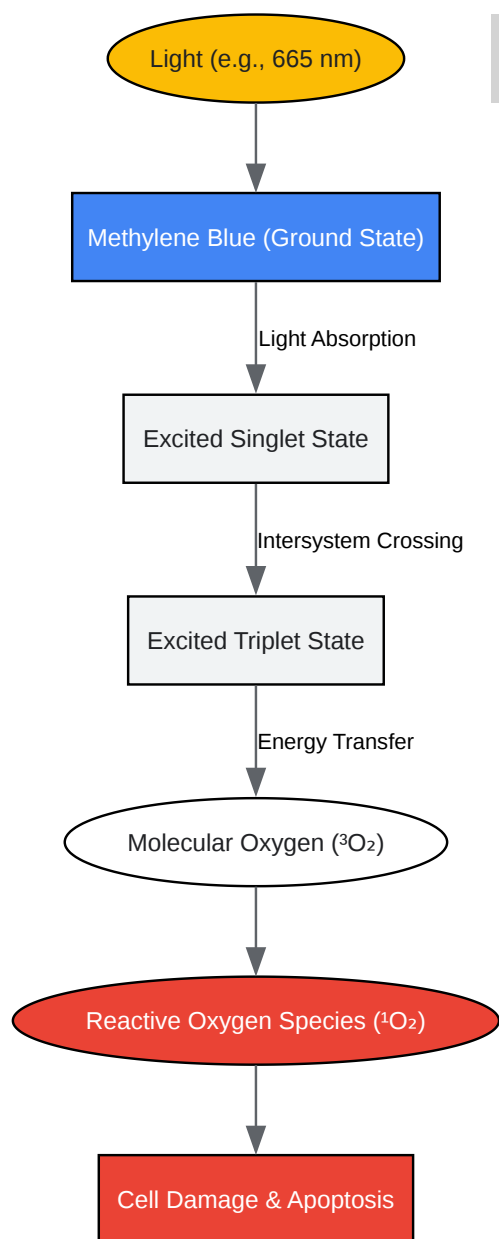 Light (e.g., 665 nm)
Methylene Blue (Ground State)
Light Absorption
Excited Singlet State
Intersystem Crossing
Excited Triplet State
Energy Transfer
Molecular Oxygen (³O₂)
Reactive Oxygen Species (¹O₂)
Cell Damage & Apoptosis